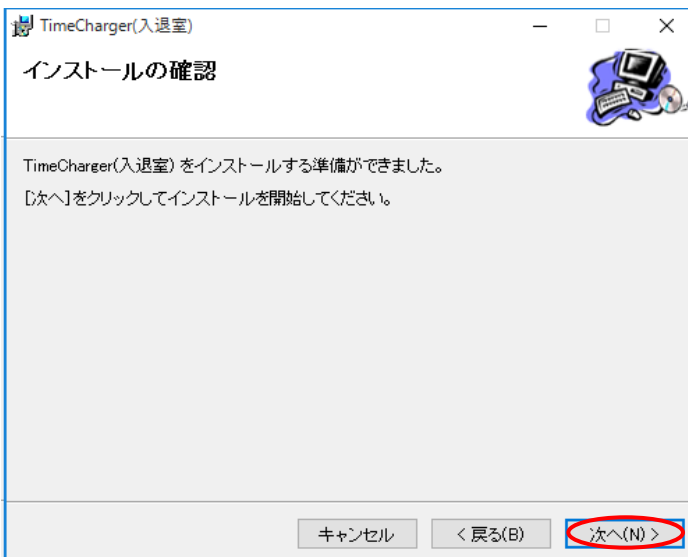 TimeCharger(入退室)
インストールの確認
TimeCharger(入退室) をインストールする準備ができました。
[次へ]をクリックしてインストールを開始してください。
キャンセル
< 戻る(B)
次へ(N) >